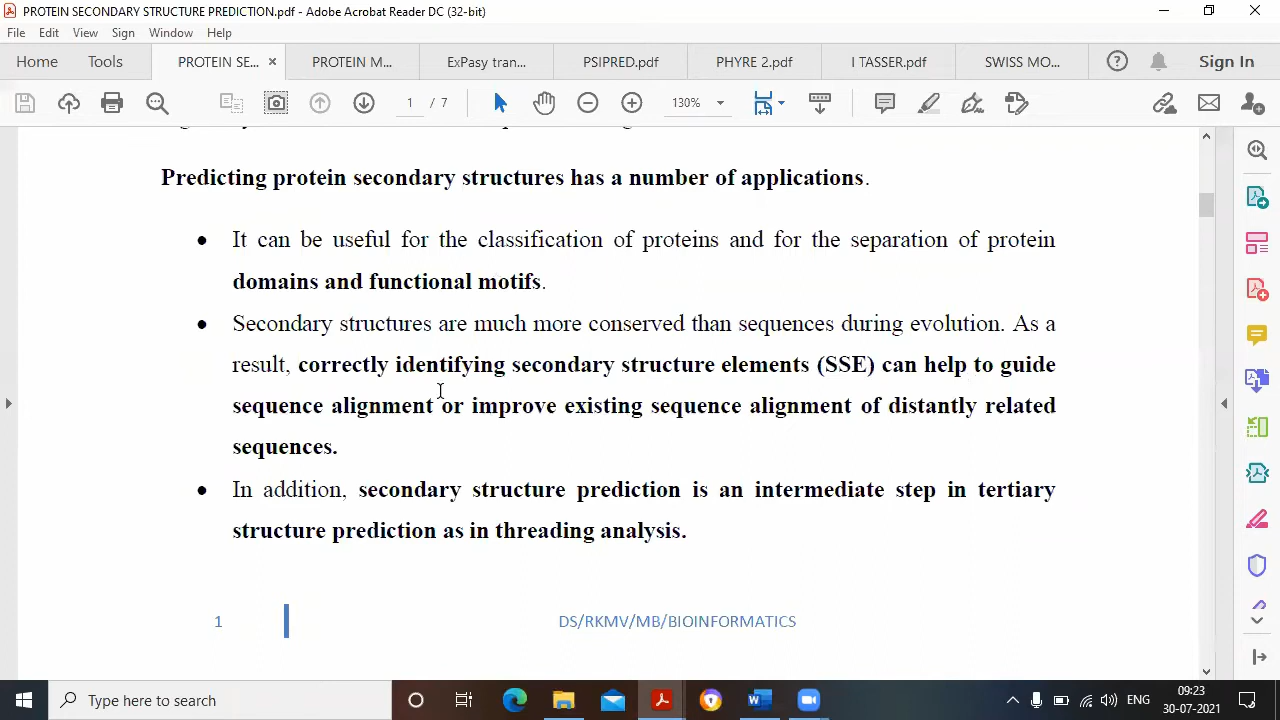 PROTEIN SECONDARY STRUCTURE PREDICTION.pdf - Adobe Acrobat Reader DC (32-bit)
File Edit View Sign Window Help
Home Tools PROTEIN SE... × PROTEIN M... ExPasy tran... PSIPRED.pdf PHYRE 2.pdf I TASSER.pdf SWISS MO... Sign In
1 / 7 130%
Predicting protein secondary structures has a number of applications.
• It can be useful for the classification of proteins and for the separation of protein
domains and functional motifs.
• Secondary structures are much more conserved than sequences during evolution. As a
result, correctly identifying secondary structure elements (SSE) can help to guide
sequence alignment or improve existing sequence alignment of distantly related
sequences.
• In addition, secondary structure prediction is an intermediate step in tertiary
structure prediction as in threading analysis.
1 DS/RKMV/MB/BIOINFORMATICS
Type here to search
ENG
09:23
30-07-2021